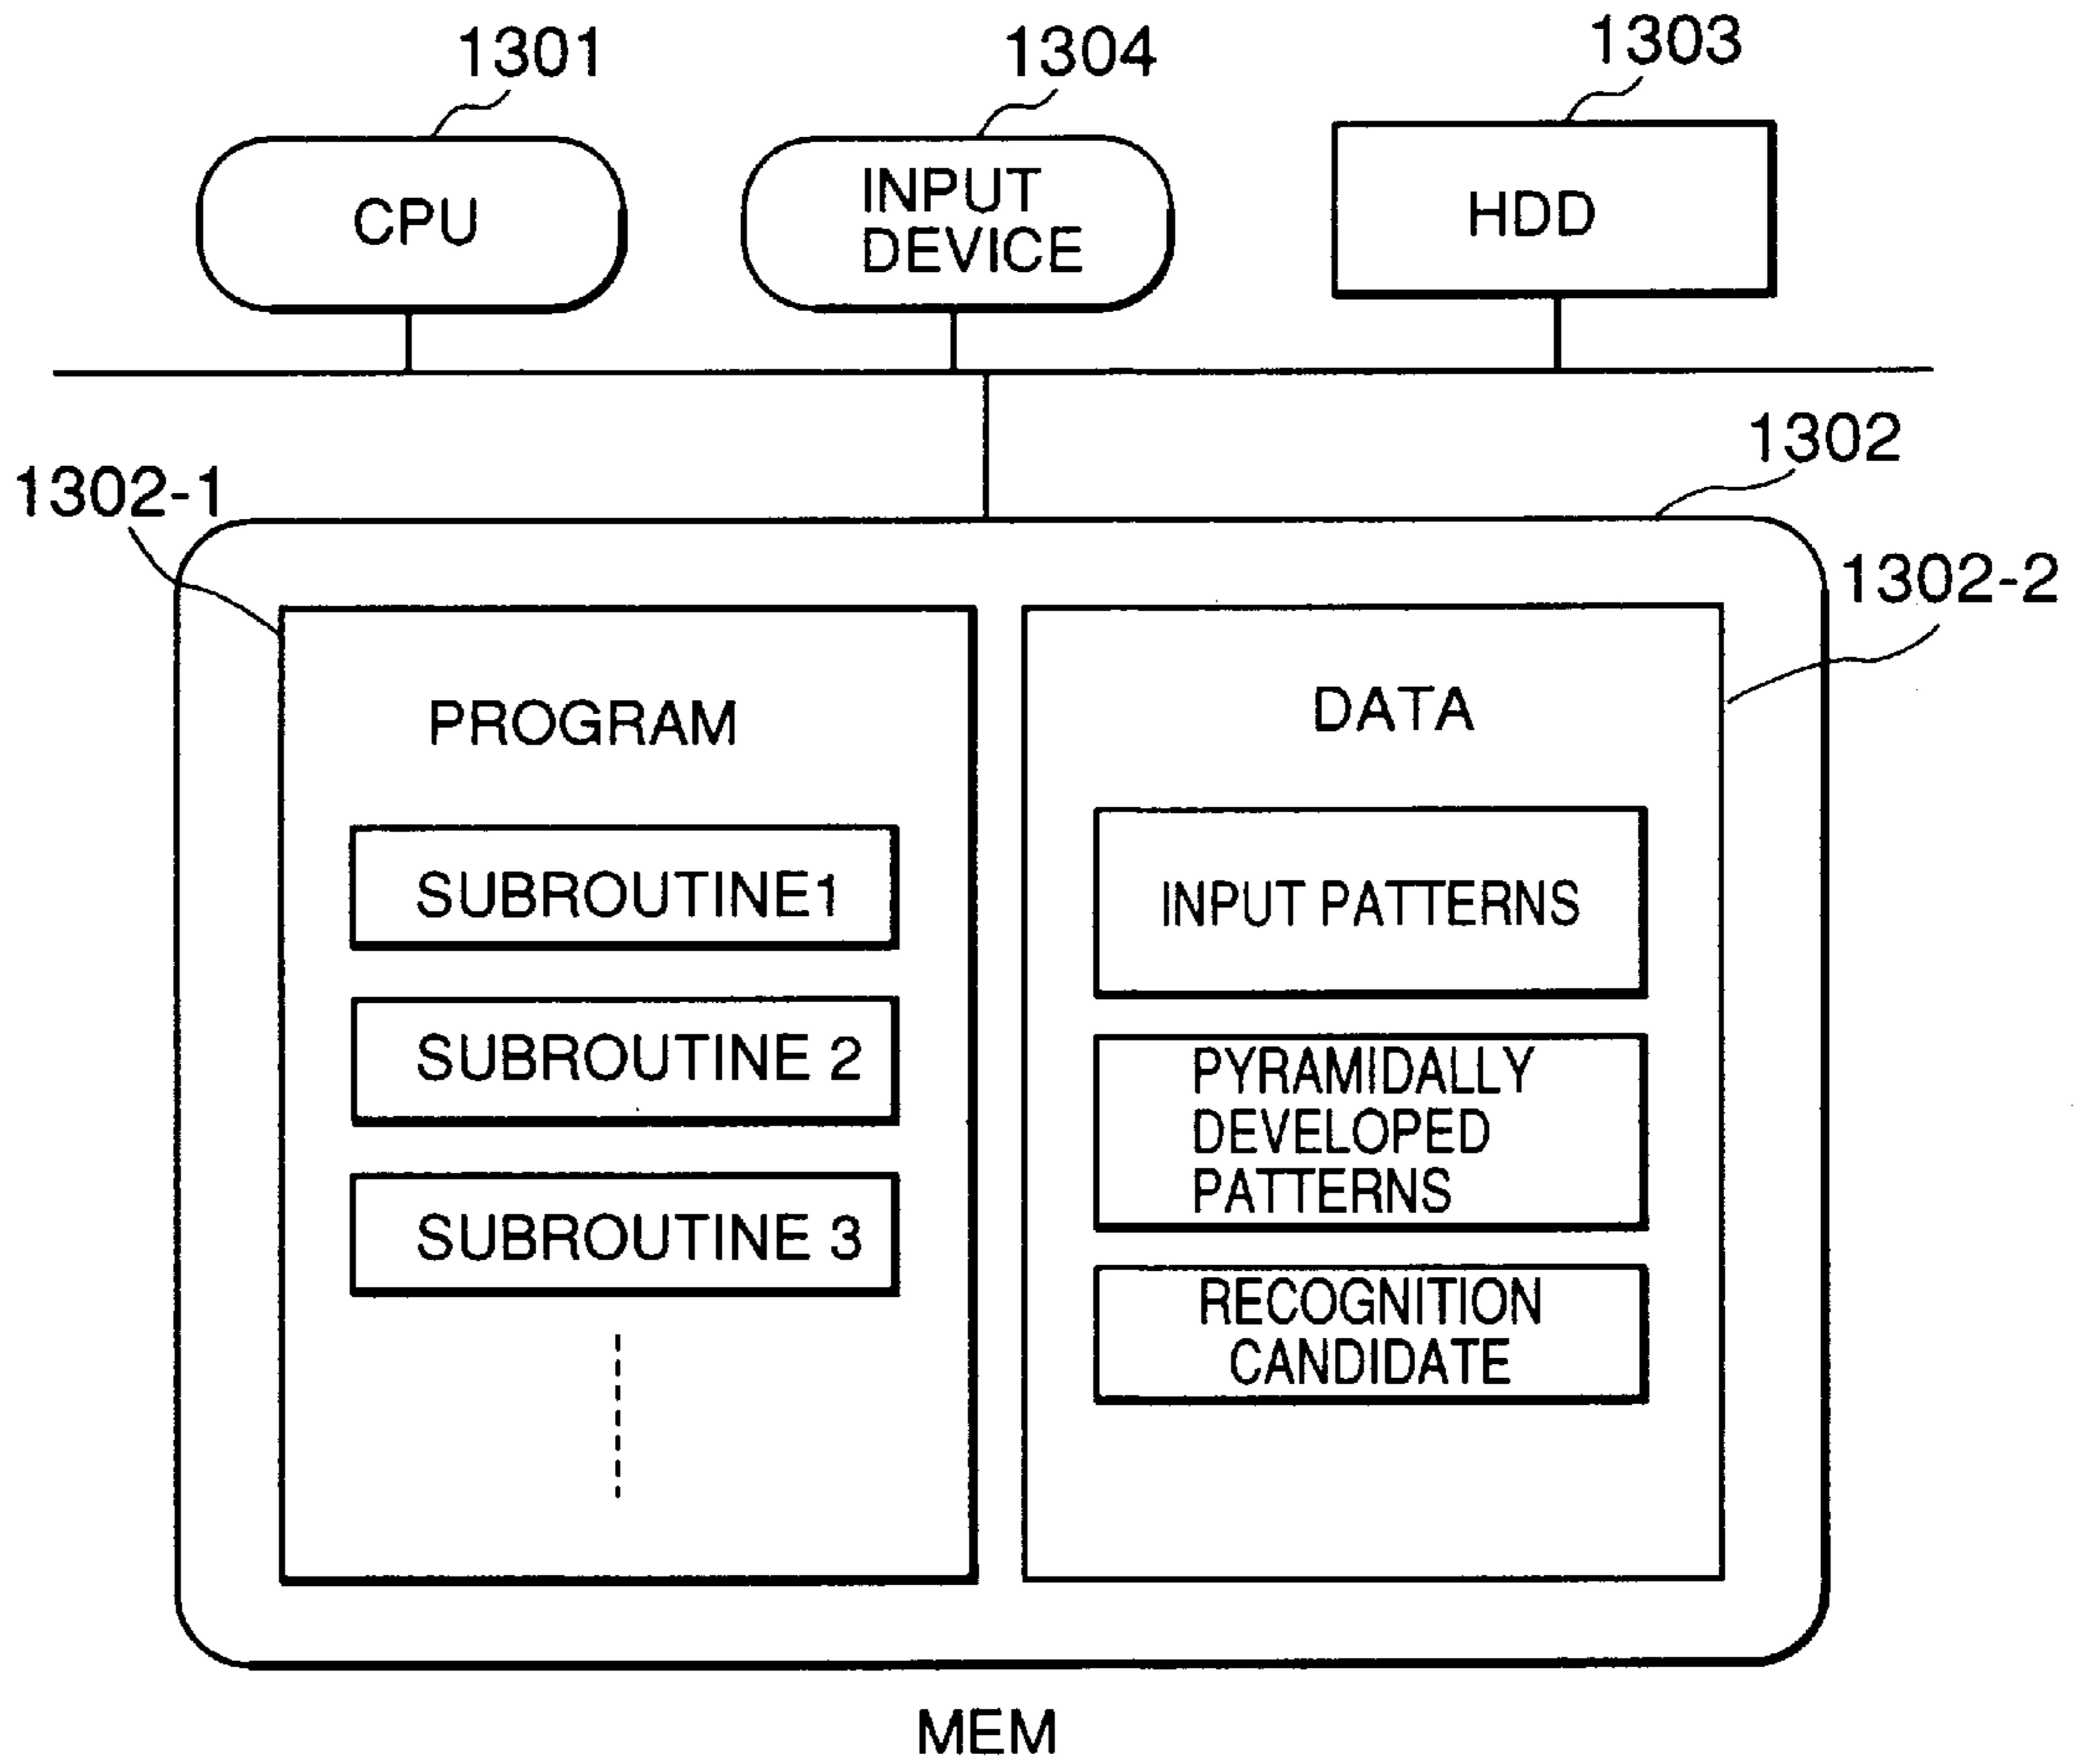 1301
1304
1303
CPU
INPUT
DEVICE
HDD
1302
1302-1
1302-2
PROGRAM
SUBROUTINE1
SUBROUTINE 2
SUBROUTINE 3
DATA
INPUT PATTERNS
PYRAMIDALLY
DEVELOPED
PATTERNS
RECOGNITION
CANDIDATE
MEM